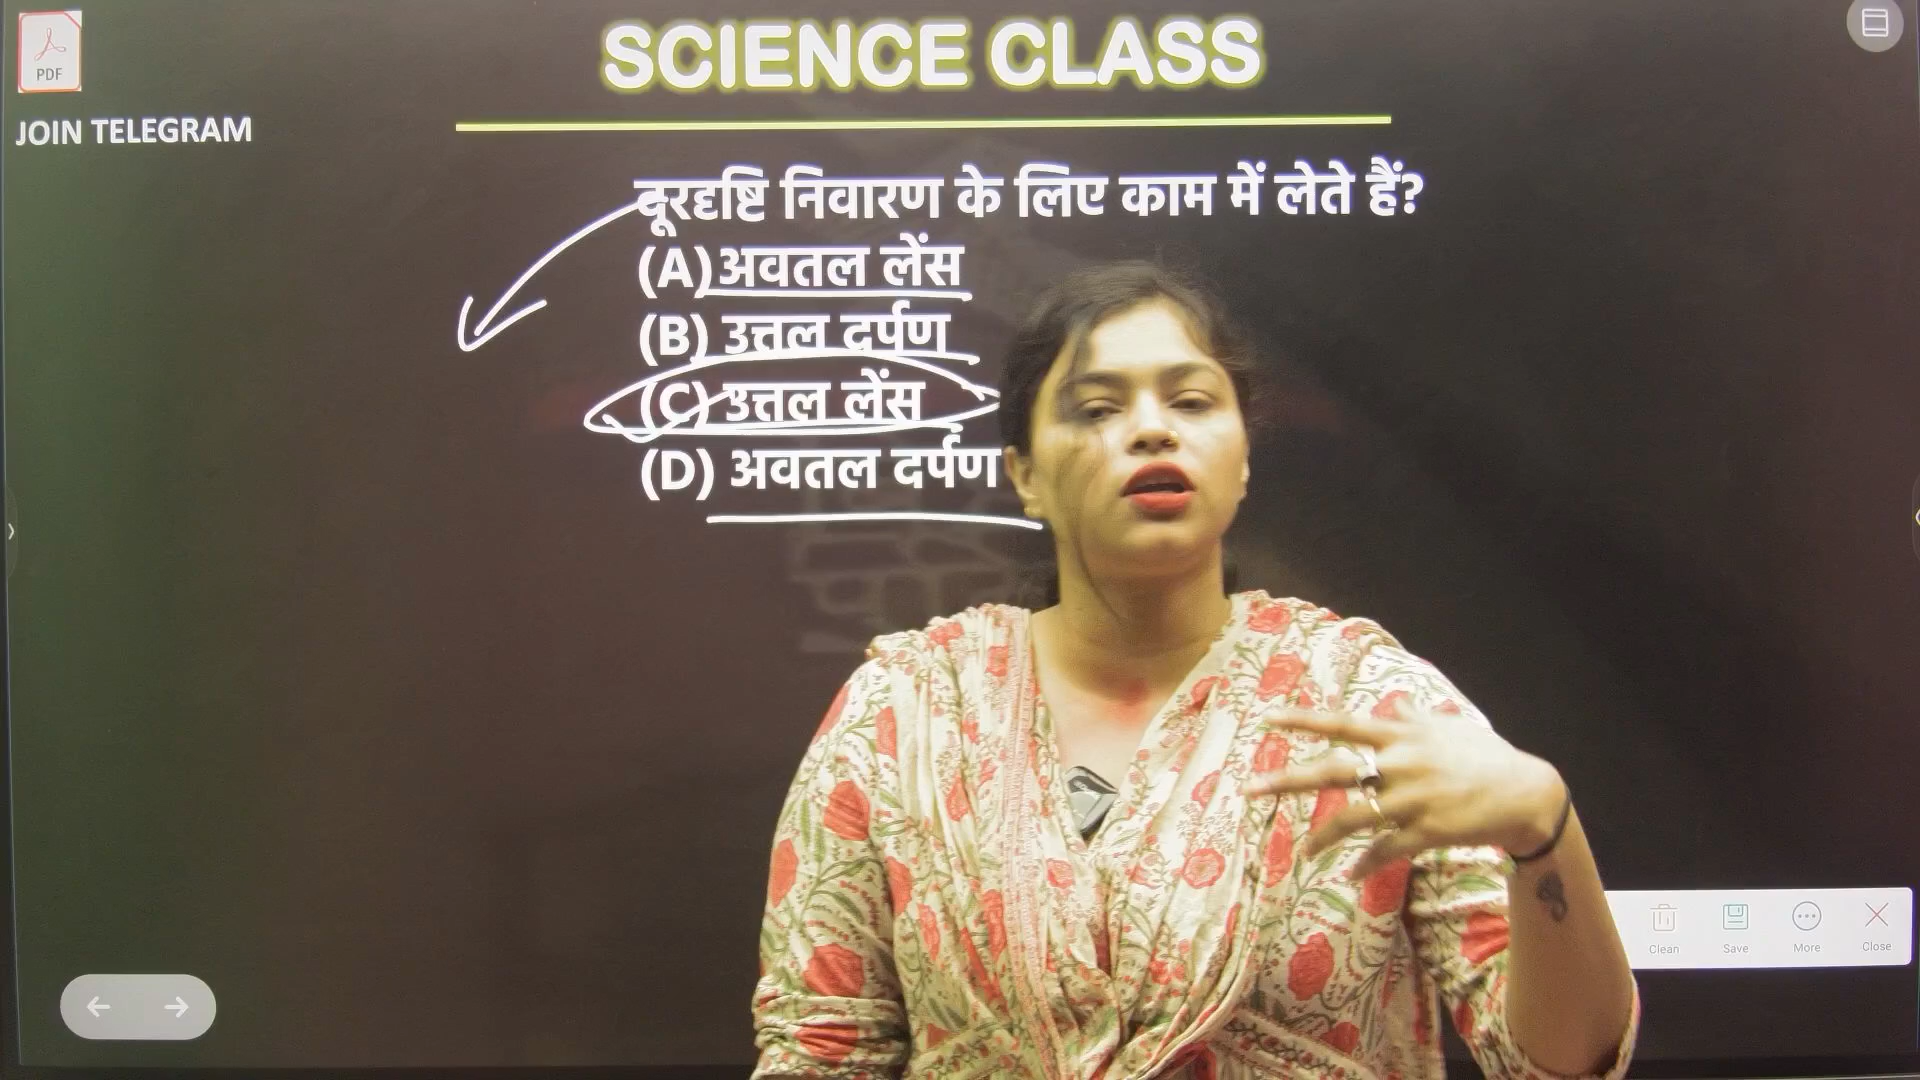 SCIENCE CLASS
PDF
JOIN TELEGRAM
दूरदृष्टि निवारण के लिए काम में लेते हैं?
(A) अवतल लेंस
(B) उत्तल दर्पण
(C) उत्तल लेंस
(D) अवतल दर्पण
Clean Save More Close